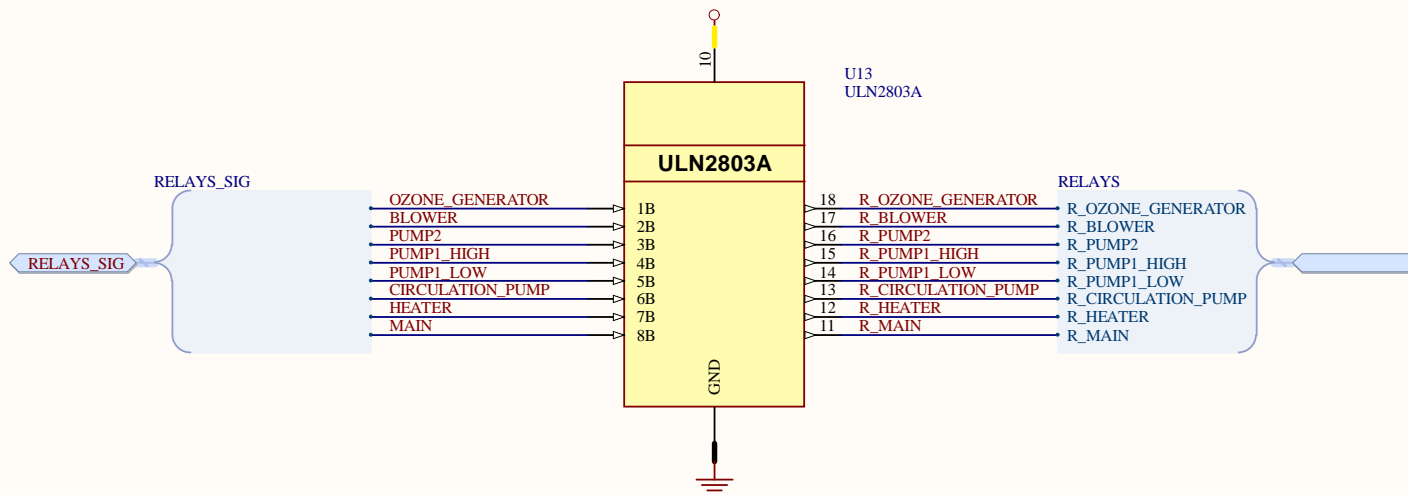 10
U13
ULN2803A
ULN2803A
RELAYS_SIG
RELAYS
OZONE_GENERATOR 1B 18 R_OZONE_GENERATOR R_OZONE_GENERATOR
BLOWER 2B 17 R_BLOWER R_BLOWER
PUMP2 3B 16 R_PUMP2 R_PUMP2
PUMP1_HIGH 4B 15 R_PUMP1_HIGH R_PUMP1_HIGH
RELAYS_SIG
PUMP1_LOW 5B 14 R_PUMP1_LOW R_PUMP1_LOW
CIRCULATION_PUMP 6B 13 R_CIRCULATION_PUMP R_CIRCULATION_PUMP
HEATER 7B 12 R_HEATER R_HEATER
MAIN 8B 11 R_MAIN R_MAIN
GND